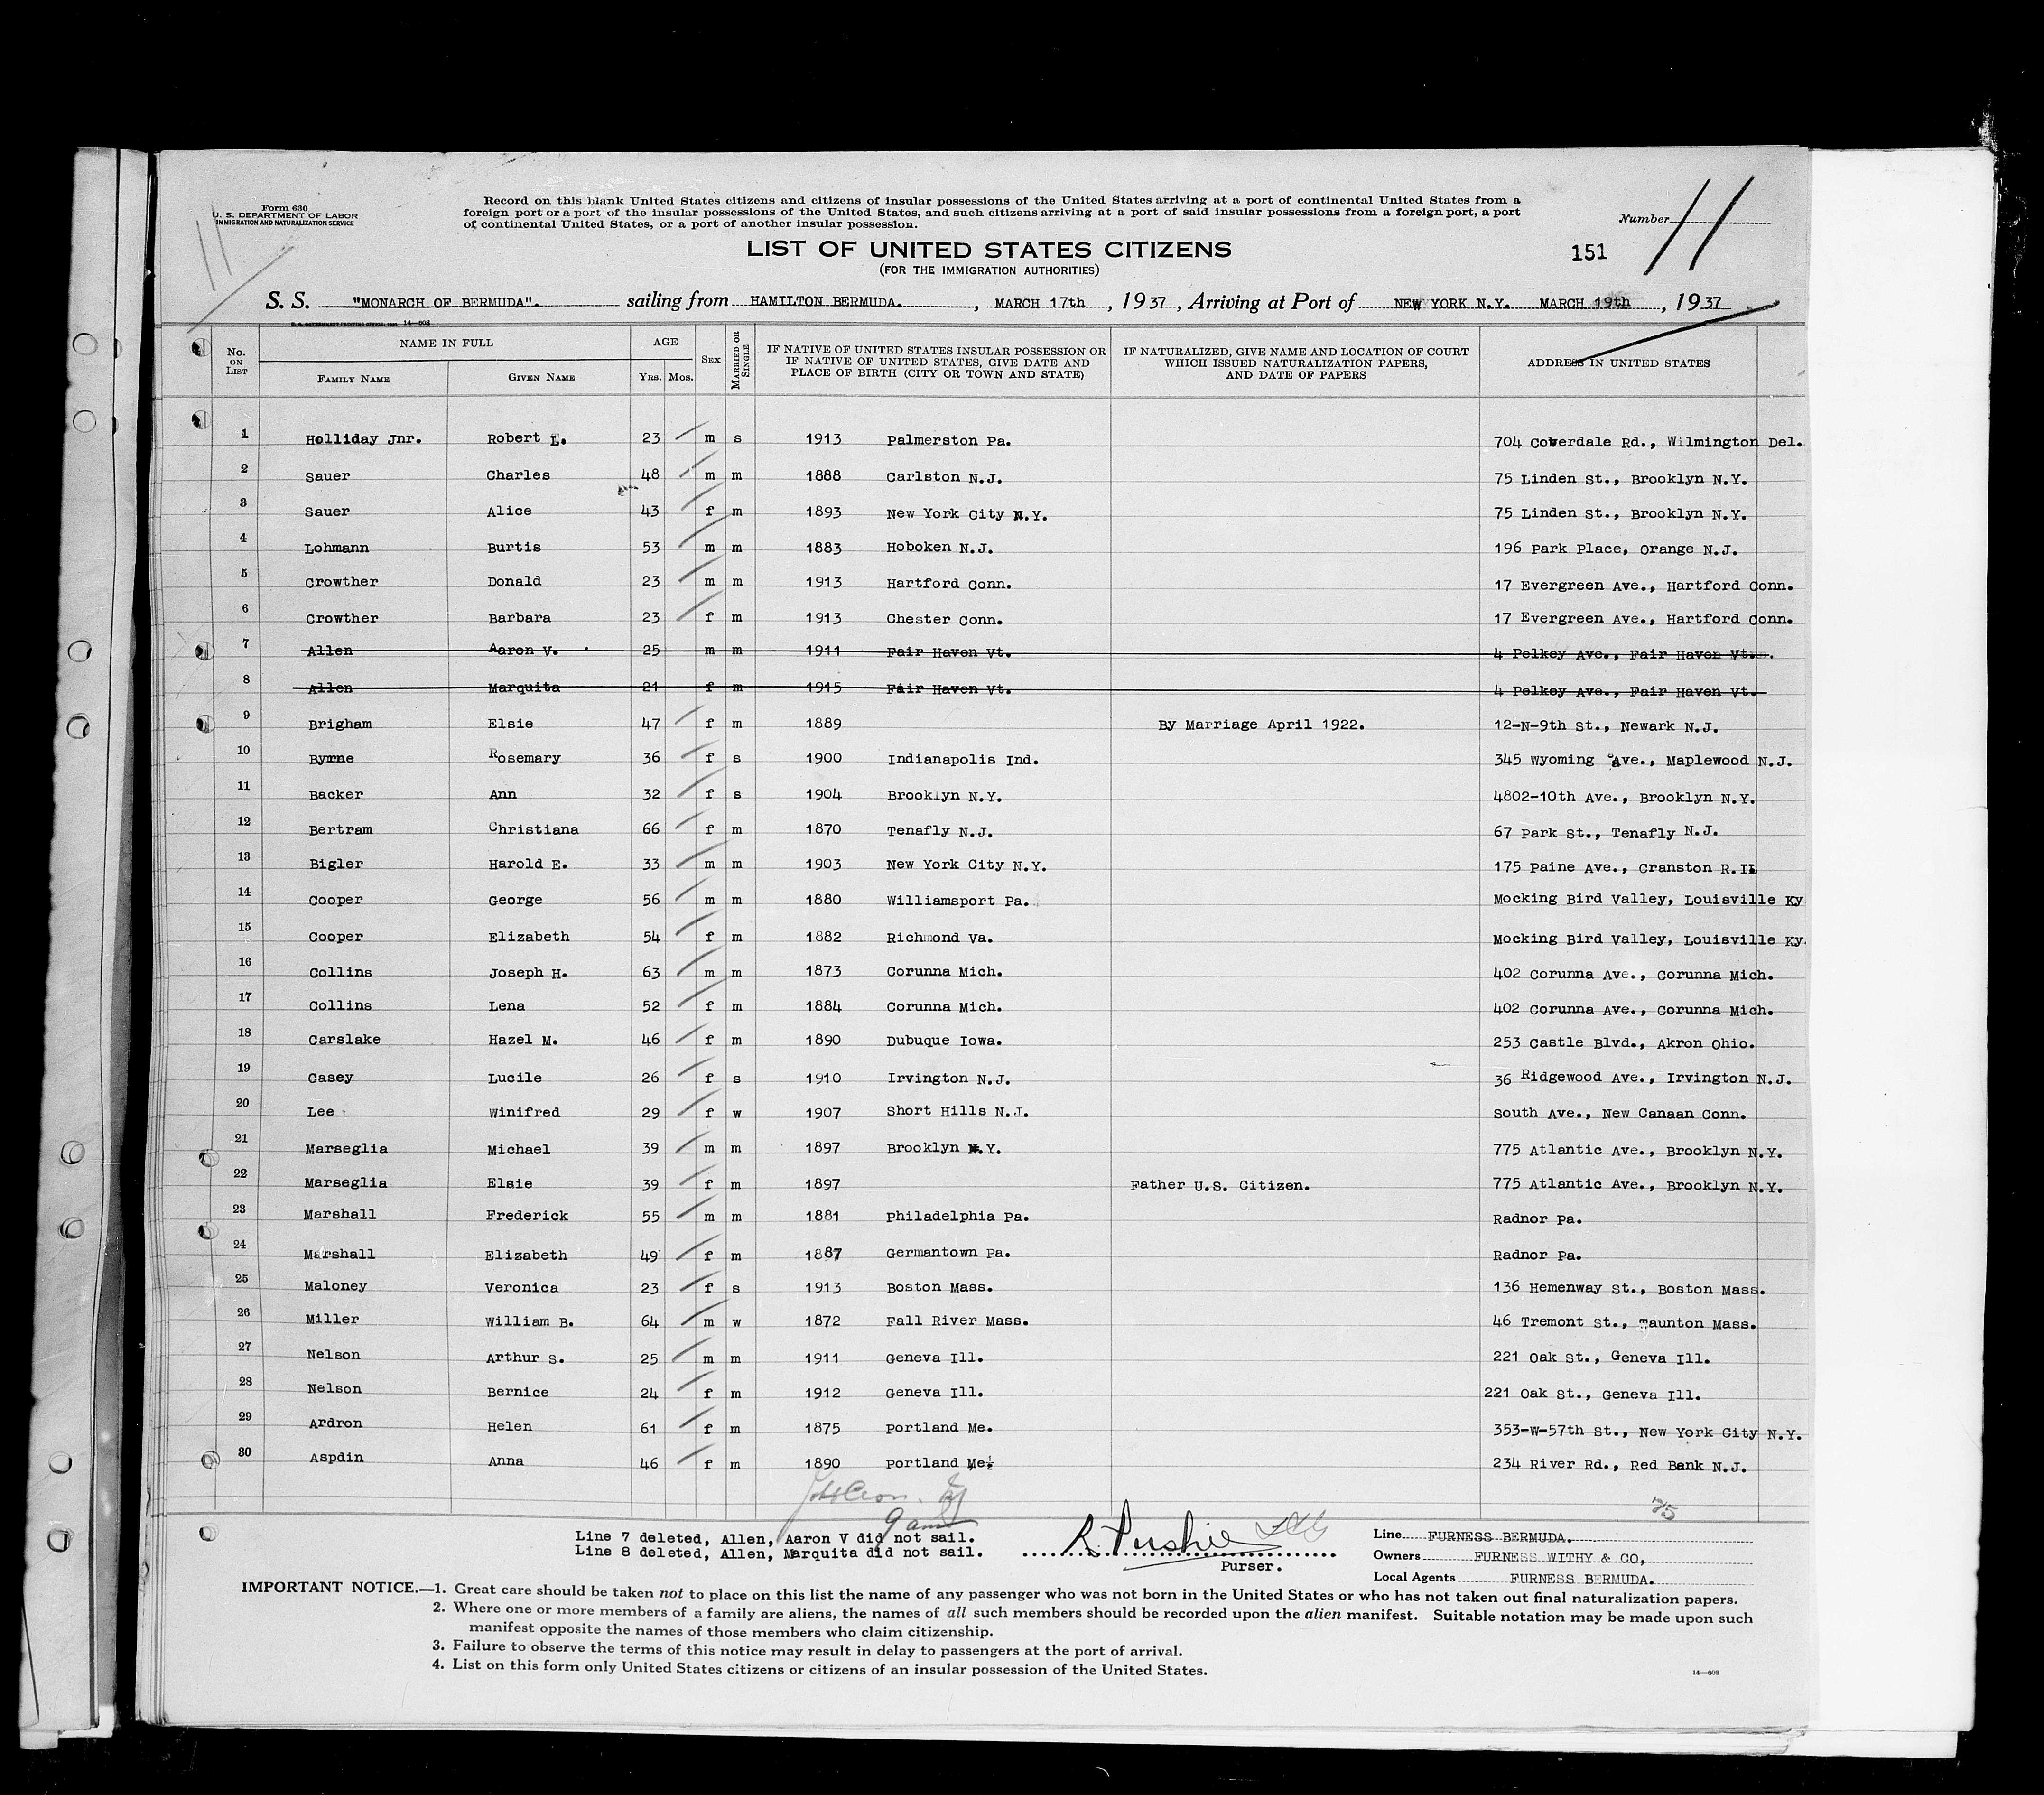 Form 630
U. S. DEPARTMENT OF LABOR
IMMIGRATION AND NATURALIZATION SERVICE
11
Record on this blank United States citizens and citizens of insular possessions of the United States arriving at a port of continental United States from a
foreign port or a port of the insular possessions of the United States, and such citizens arriving at a port of said insular possessions from a foreign port, a port
of continental United States, or a port of another insular possession.
Number 11
LIST OF UNITED STATES CITIZENS
(FOR THE IMMIGRATION AUTHORITIES)
151
S. S. "MONARCH OF BERMUDA". sailing from HAMILTON BERMUDA. , MARCH 17th , 1937 , Arriving at Port of NEW YORK N.Y. MARCH 19th , 1937
14—608
No. ON LIST NAME IN FULL AGE SEX MARRIED OR SINGLE IF NATIVE OF UNITED STATES INSULAR POSSESSION OR IF NATIVE OF UNITED STATES, GIVE DATE AND PLACE OF BIRTH (CITY OR TOWN AND STATE) IF NATURALIZED, GIVE NAME AND LOCATION OF COURT WHICH ISSUED NATURALIZATION PAPERS, AND DATE OF PAPERS ADDRESS IN UNITED STATES
FAMILY NAME GIVEN NAME YRS. MOS.
1 Holliday Jnr. Robert L. 23 m s 1913 Palmerston Pa. 704 Coverdale Rd., Wilmington Del.
2 Sauer Charles 48 m m 1888 Carlston N.J. 75 Linden St., Brooklyn N.Y.
3 Sauer Alice 43 f m 1893 New York City N.Y. 75 Linden St., Brooklyn N.Y.
4 Lohmann Burtis 53 m m 1883 Hoboken N.J. 196 Park Place, Orange N.J.
5 Crowther Donald 23 m m 1913 Hartford Conn. 17 Evergreen Ave., Hartford Conn.
6 Crowther Barbara 23 f m 1913 Chester Conn. 17 Evergreen Ave., Hartford Conn.
7 Allen Aaron V. 25 m m 1911 Fair Haven Vt. 4 Pelkey Ave., Fair Haven Vt.
8 Allen Marquita 21 f m 1915 Fair Haven Vt. 4 Pelkey Ave., Fair Haven Vt.
9 Brigham Elsie 47 f m 1889 By Marriage April 1922. 12-N-9th St., Newark N.J.
10 Byrne Rosemary 36 f s 1900 Indianapolis Ind. 345 Wyoming Ave., Maplewood N.J.
11 Backer Ann 32 f s 1904 Brooklyn N.Y. 4802-10th Ave., Brooklyn N.Y.
12 Bertram Christiana 66 f m 1870 Tenafly N.J. 67 Park St., Tenafly N.J.
13 Bigler Harold E. 33 m m 1903 New York City N.Y. 175 Paine Ave., Cranston R.I.
14 Cooper George 56 m m 1880 Williamsport Pa. Mocking Bird Valley, Louisville Ky
15 Cooper Elizabeth 54 f m 1882 Richmond Va. Mocking Bird Valley, Louisville Ky.
16 Collins Joseph H. 63 m m 1873 Corunna Mich. 402 Corunna Ave., Corunna Mich.
17 Collins Lena 52 f m 1884 Corunna Mich. 402 Corunna Ave., Corunna Mich.
18 Carslake Hazel M. 46 f m 1890 Dubuque Iowa. 253 Castle Blvd., Akron Ohio.
19 Casey Lucile 26 f s 1910 Irvington N.J. 36 Ridgewood Ave., Irvington N.J.
20 Lee Winifred 29 f w 1907 Short Hills N.J. South Ave., New Canaan Conn.
21 Marseglia Michael 39 m m 1897 Brooklyn N.Y. 775 Atlantic Ave., Brooklyn N.Y.
22 Marseglia Elsie 39 f m 1897 Father U.S. Citizen. 775 Atlantic Ave., Brooklyn N.Y.
23 Marshall Frederick 55 m m 1881 Philadelphia Pa. Radnor Pa.
24 Marshall Elizabeth 49 f m 1887 Germantown Pa. Radnor Pa.
25 Maloney Veronica 23 f s 1913 Boston Mass. 136 Hemenway St., Boston Mass.
26 Miller William B. 64 m w 1872 Fall River Mass. 46 Tremont St., Taunton Mass.
27 Nelson Arthur S. 25 m m 1911 Geneva Ill. 221 Oak St., Geneva Ill.
28 Nelson Bernice 24 f m 1912 Geneva Ill. 221 Oak St., Geneva Ill.
29 Ardron Helen 61 f m 1875 Portland Me. 353-W-57th St., New York City N.Y.
30 Aspdin Anna 46 f m 1890 Portland Me. 234 River Rd., Red Bank N.J.
Line 7 deleted, Allen, Aaron V did not sail.
Line 8 deleted, Allen, Marquita did not sail.
Purser.
Line FURNESS BERMUDA.
Owners FURNESS WITHY & CO,
Local Agents FURNESS BERMUDA.
IMPORTANT NOTICE.—1. Great care should be taken not to place on this list the name of any passenger who was not born in the United States or who has not taken out final naturalization papers.
2. Where one or more members of a family are aliens, the names of all such members should be recorded upon the alien manifest. Suitable notation may be made upon such
manifest opposite the names of those members who claim citizenship.
3. Failure to observe the terms of this notice may result in delay to passengers at the port of arrival.
4. List on this form only United States citizens or citizens of an insular possession of the United States.
14—608